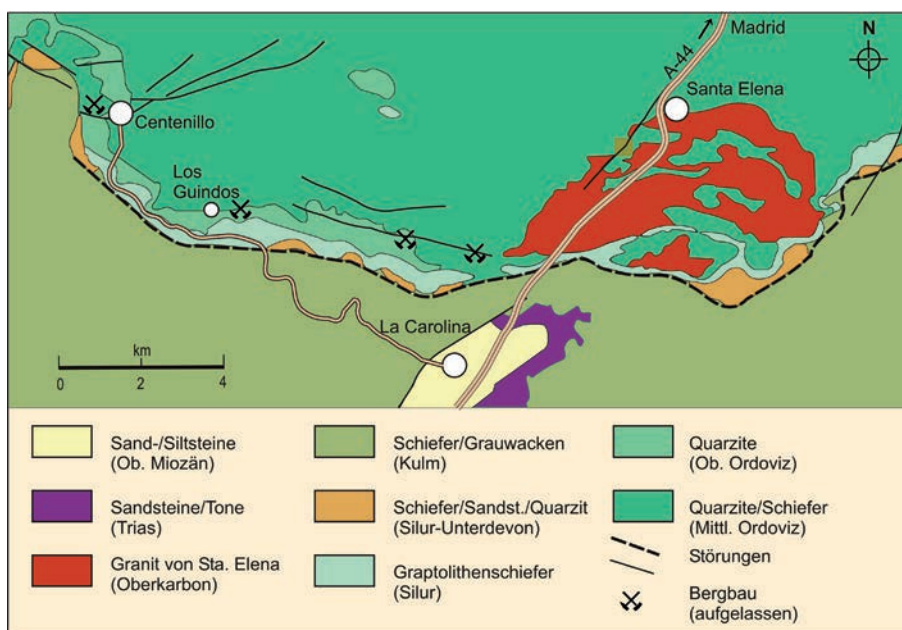 Madrid
N
A-44
Santa Elena
Centenillo
Los
Guindos
La Carolina
km
0 2 4
Sand-/Siltsteine
(Ob. Miozän)
Sandsteine/Tone
(Trias)
Granit von Sta. Elena
(Oberkarbon)
Schiefer/Grauwacken
(Kulm)
Schiefer/Sandst./Quarzit
(Silur-Unterdevon)
Graptolithenschiefer
(Silur)
Quarzite
(Ob. Ordoviz)
Quarzite/Schiefer
(Mittl. Ordoviz)
Störungen
Bergbau
(aufgelassen)